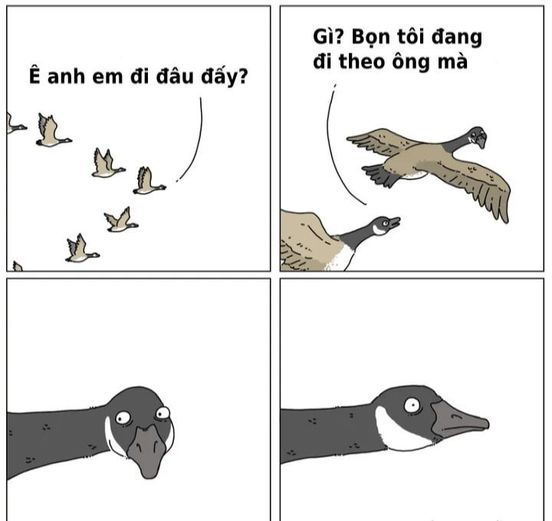 Ê anh em đi đâu đấy?
Gì? Bọn tôi đang
đi theo ông mà